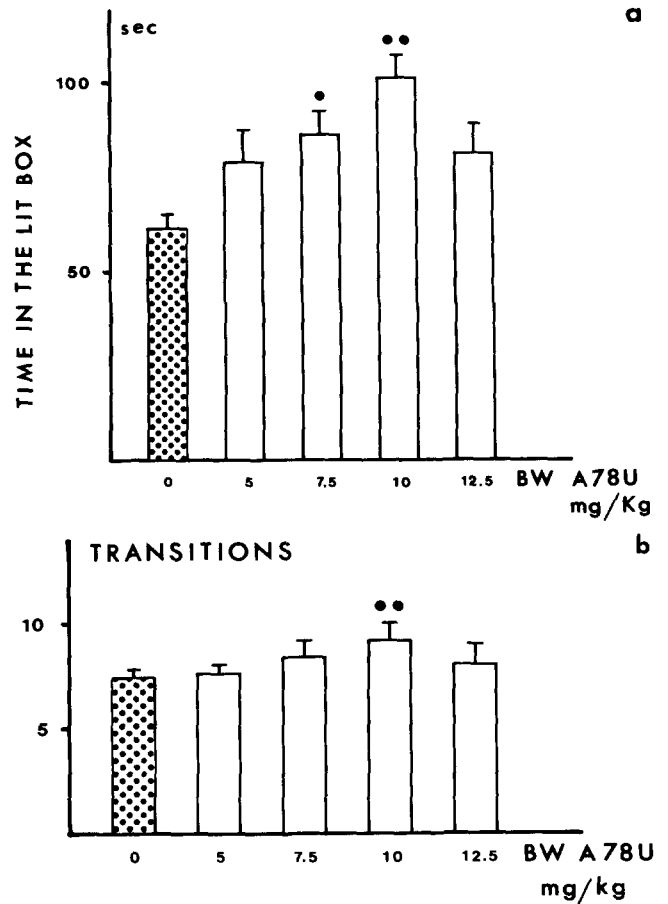 a
sec
100
50
TIME IN THE LIT BOX
0 5 7.5 10 12.5 BW A78U
mg/Kg
b
TRANSITIONS
10
5
0 5 7.5 10 12.5 BW A78U
mg/kg